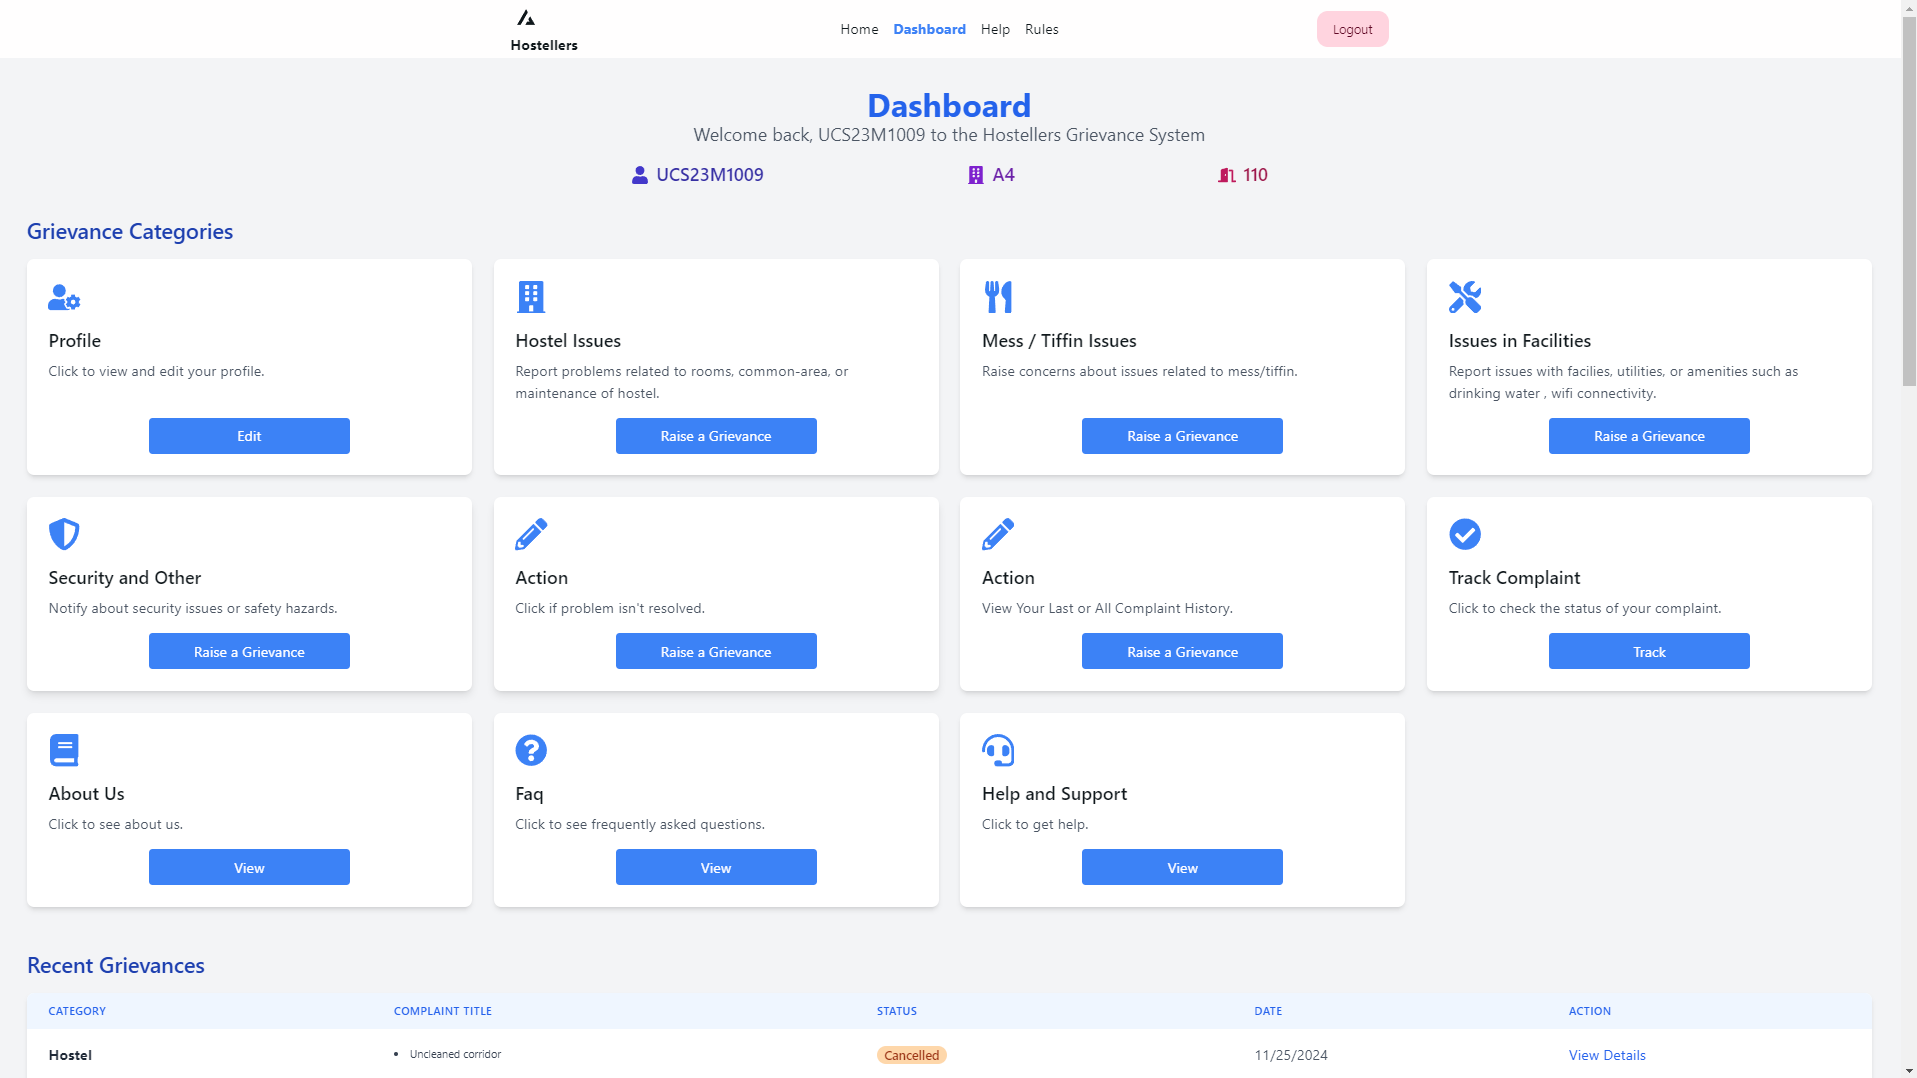 Hostellers
Home Dashboard Help Rules
Logout
Dashboard
Welcome back, UCS23M1009 to the Hostellers Grievance System
UCS23M1009 A4 110
Grievance Categories
Profile
Click to view and edit your profile.
Edit
Hostel Issues
Report problems related to rooms, common-area, or
maintenance of hostel.
Raise a Grievance
Mess / Tiffin Issues
Raise concerns about issues related to mess/tiffin.
Raise a Grievance
Issues in Facilities
Report issues with facilies, utilities, or amenities such as
drinking water , wifi connectivity.
Raise a Grievance
Security and Other
Notify about security issues or safety hazards.
Raise a Grievance
Action
Click if problem isn't resolved.
Raise a Grievance
Action
View Your Last or All Complaint History.
Raise a Grievance
Track Complaint
Click to check the status of your complaint.
Track
About Us
Click to see about us.
View
Faq
Click to see frequently asked questions.
View
Help and Support
Click to get help.
View
Recent Grievances
CATEGORY COMPLAINT TITLE STATUS DATE ACTION
Hostel • Uncleaned corridor Cancelled 11/25/2024 View Details